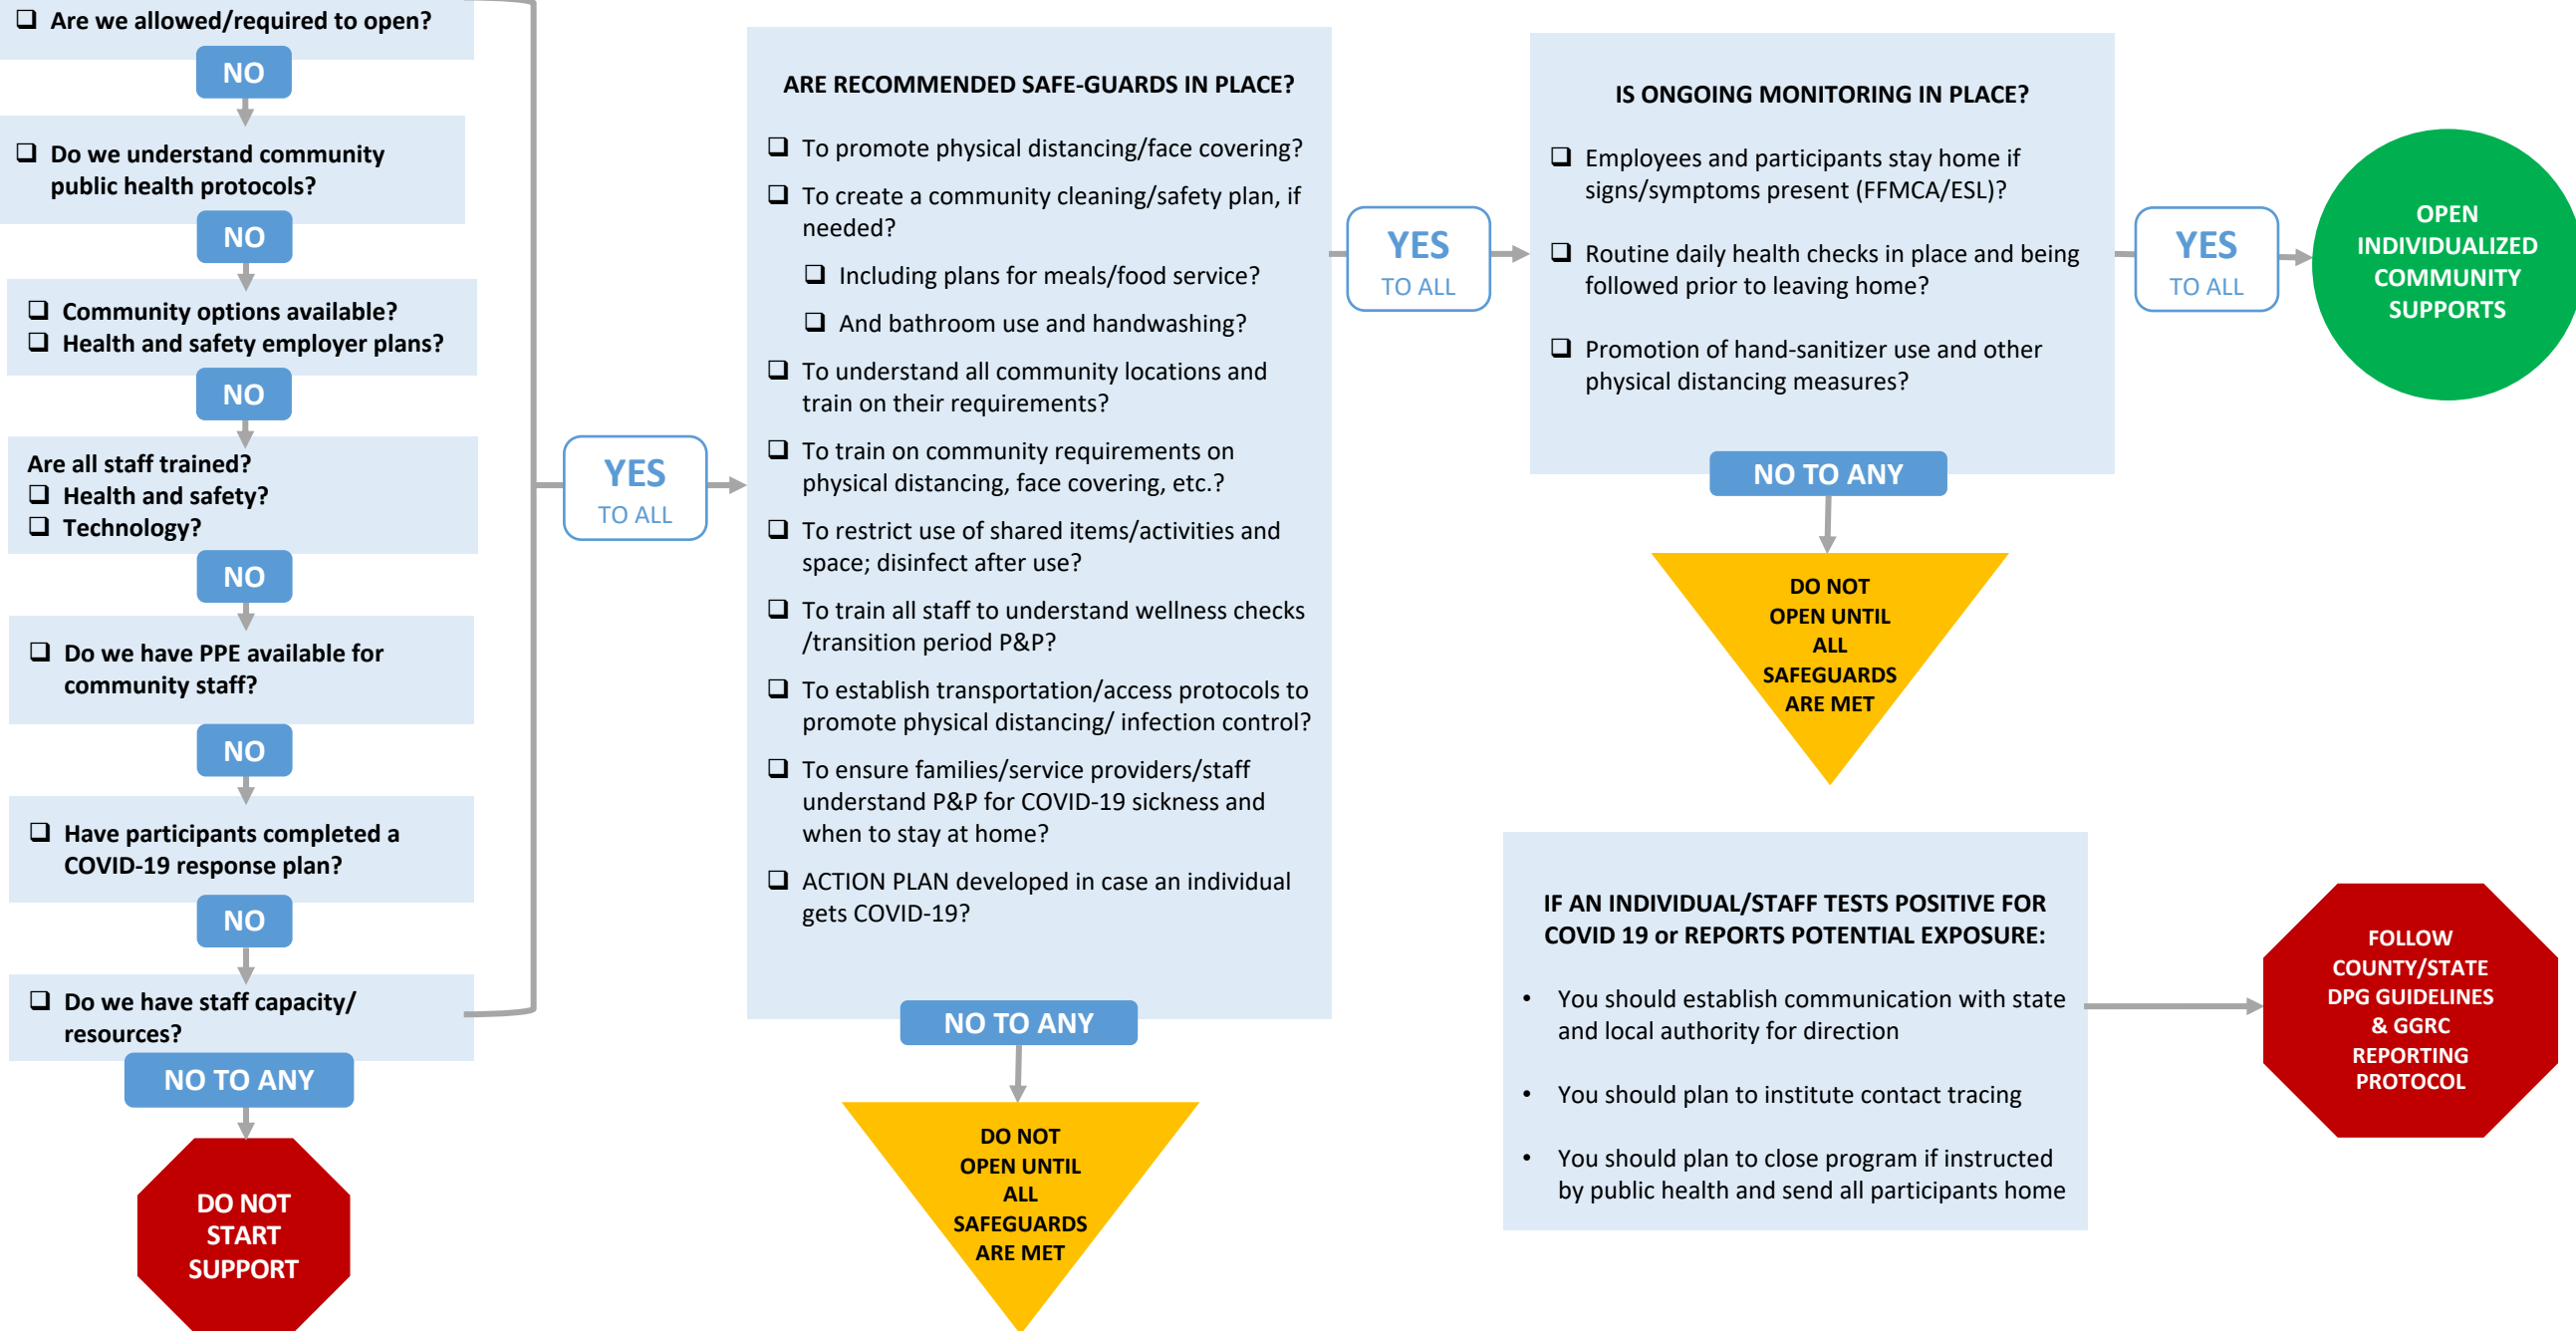 ❑ Are we allowed/required to open?
NO
❑ Do we understand community
public health protocols?
NO
❑ Community options available?
❑ Health and safety employer plans?
NO
Are all staff trained?
❑ Health and safety?
❑ Technology?
NO
❑ Do we have PPE available for
community staff?
NO
❑ Have participants completed a
COVID-19 response plan?
NO
❑ Do we have staff capacity/
resources?
NO TO ANY
DO NOT
START
SUPPORT
YES
TO ALL
ARE RECOMMENDED SAFE-GUARDS IN PLACE?
❑ To promote physical distancing/face covering?
❑ To create a community cleaning/safety plan, if
needed?
❑ Including plans for meals/food service?
❑ And bathroom use and handwashing?
❑ To understand all community locations and
train on their requirements?
❑ To train on community requirements on
physical distancing, face covering, etc.?
❑ To restrict use of shared items/activities and
space; disinfect after use?
❑ To train all staff to understand wellness checks
/transition period P&P?
❑ To establish transportation/access protocols to
promote physical distancing/ infection control?
❑ To ensure families/service providers/staff
understand P&P for COVID-19 sickness and
when to stay at home?
❑ ACTION PLAN developed in case an individual
gets COVID-19?
NO TO ANY
DO NOT
OPEN UNTIL
ALL
SAFEGUARDS
ARE MET
YES
TO ALL
IS ONGOING MONITORING IN PLACE?
❑ Employees and participants stay home if
signs/symptoms present (FFMCA/ESL)?
❑ Routine daily health checks in place and being
followed prior to leaving home?
❑ Promotion of hand-sanitizer use and other
physical distancing measures?
NO TO ANY
DO NOT
OPEN UNTIL
ALL
SAFEGUARDS
ARE MET
YES
TO ALL
OPEN
INDIVIDUALIZED
COMMUNITY
SUPPORTS
IF AN INDIVIDUAL/STAFF TESTS POSITIVE FOR
COVID 19 or REPORTS POTENTIAL EXPOSURE:
• You should establish communication with state
and local authority for direction
• You should plan to institute contact tracing
• You should plan to close program if instructed
by public health and send all participants home
FOLLOW
COUNTY/STATE
DPG GUIDELINES
& GGRC
REPORTING
PROTOCOL